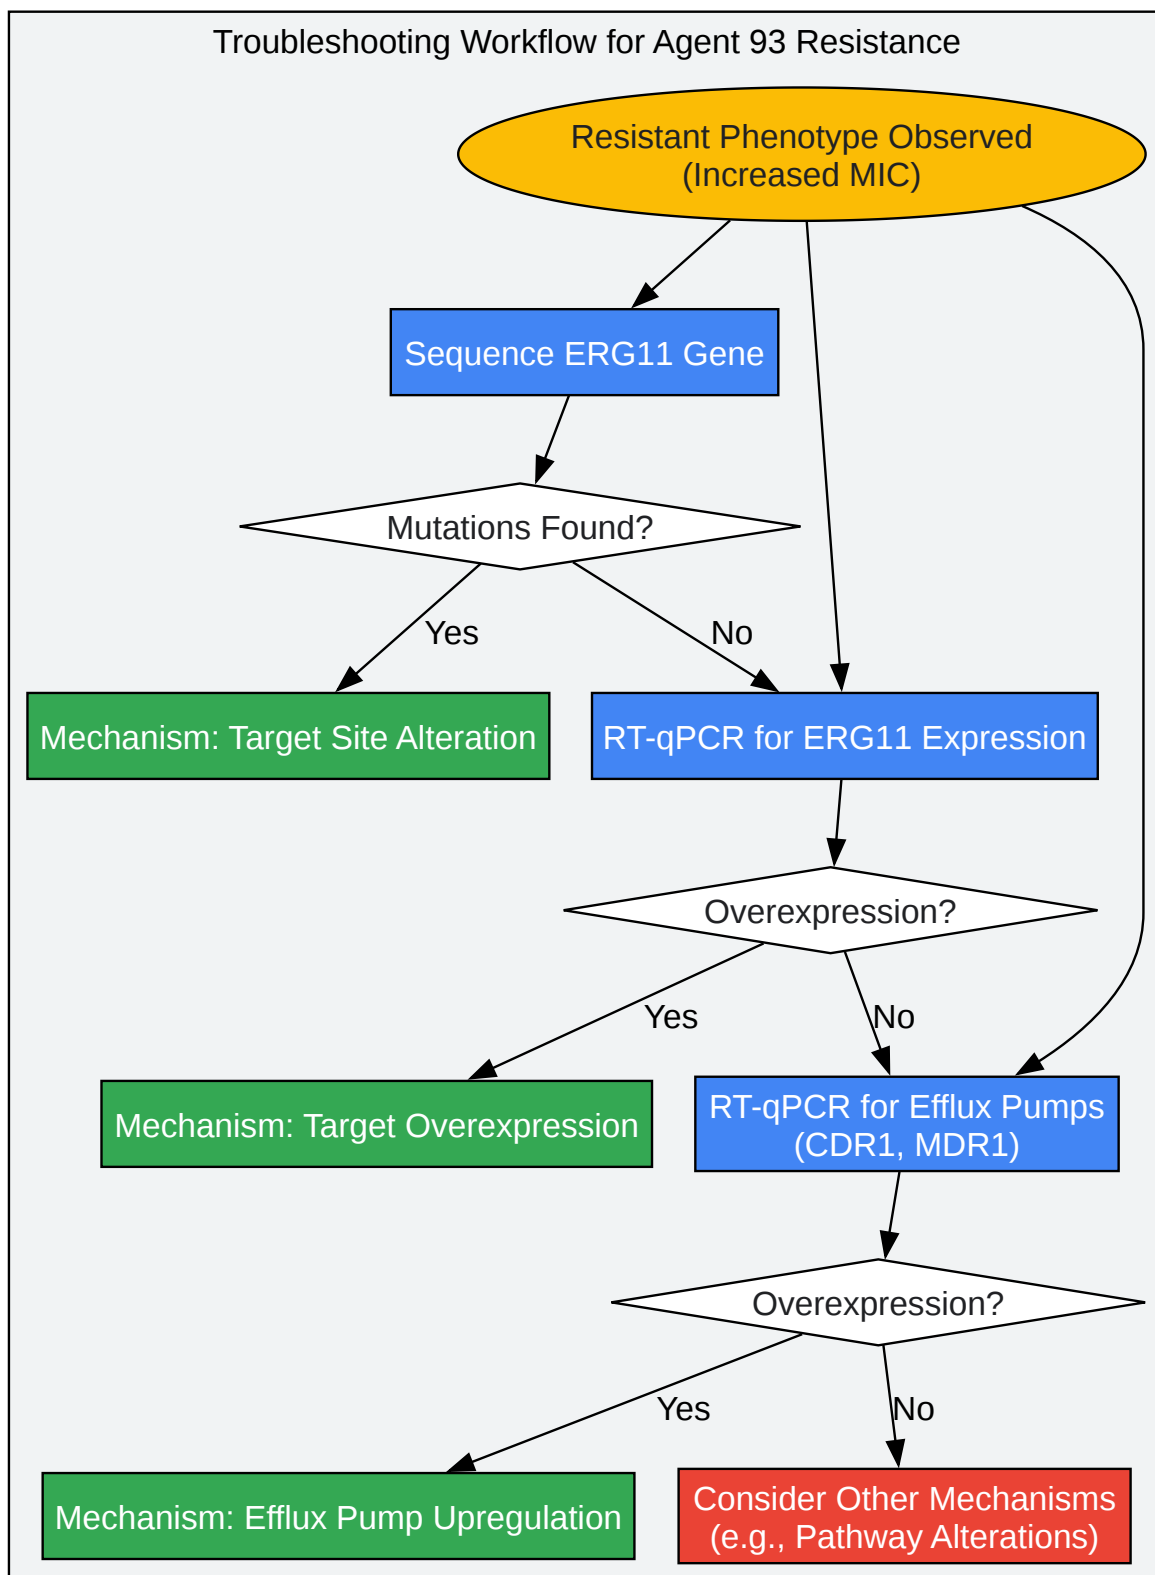 Troubleshooting Workflow for Agent 93 Resistance
Resistant Phenotype Observed
(Increased MIC)
Sequence ERG11 Gene
Mutations Found?
Yes
No
Mechanism: Target Site Alteration
RT-qPCR for ERG11 Expression
Overexpression?
Yes
No
Mechanism: Target Overexpression
RT-qPCR for Efflux Pumps
(CDR1, MDR1)
Overexpression?
Yes
No
Mechanism: Efflux Pump Upregulation
Consider Other Mechanisms
(e.g., Pathway Alterations)